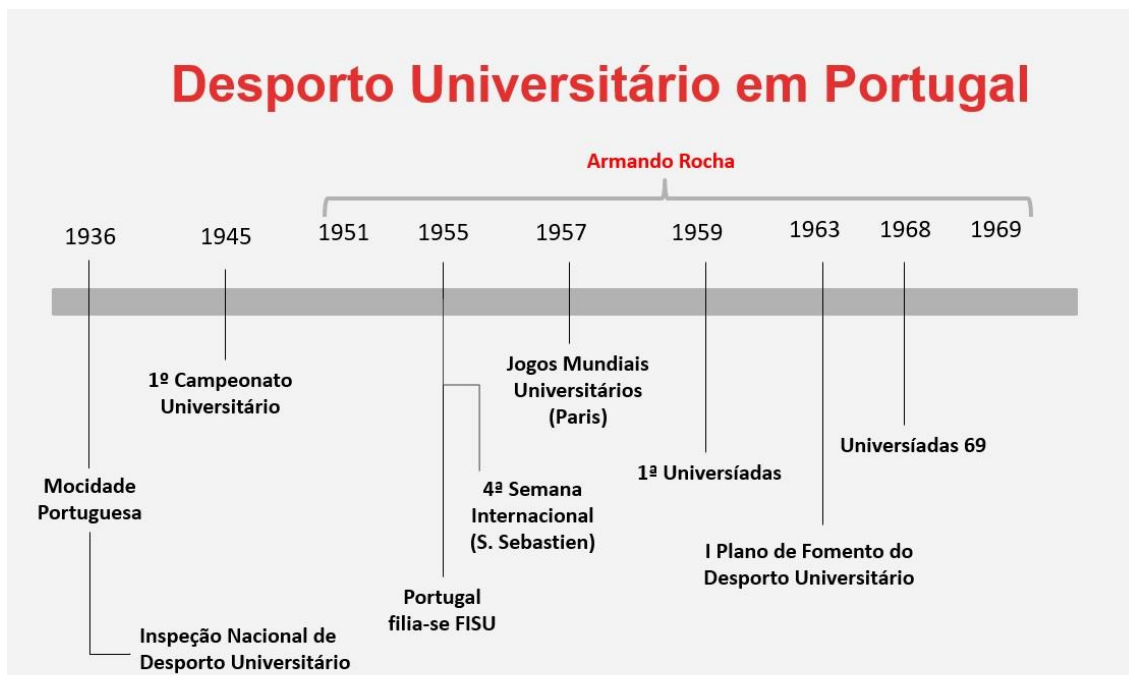 Desporto Universitário em Portugal
Armando Rocha
1936
1945
1951
1955
1957
1959
1963
1968
1969
Mocidade
Portuguesa
Inspeção Nacional de
Desporto Universitário
1º Campeonato
Universitário
Portugal
filia-se FISU
4ª Semana
Internacional
(S. Sebastien)
Jogos Mundiais
Universitários
(Paris)
1ª Universíadas
I Plano de Fomento do
Desporto Universitário
Universíadas 69